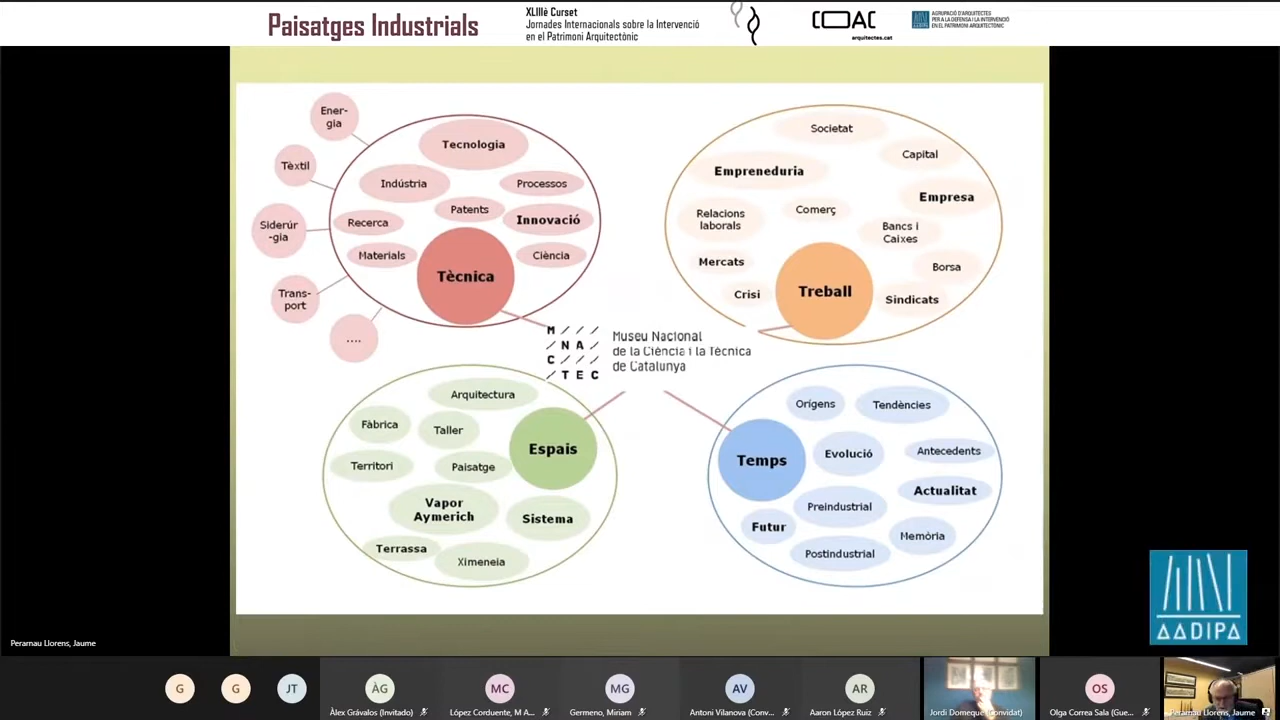 Paisatges Industrials
XLIIIè Curset
Jornades Internacionals sobre la Intervenció
en el Patrimoni Arquitectònic
COAC
arquitectes.cat
AADIPA
AGRUPACIÓ D'ARQUITECTES
PER A LA DEFENSA I LA INTERVENCIÓ
EN EL PATRIMONI ARQUITECTÒNIC
Ener-
gia
Tèxtil
Siderúr
-gia
Trans-
port
....
Tecnologia
Indústria
Processos
Patents
Recerca
Innovació
Materials
Ciència
Tècnica
Societat
Capital
Empreneduria
Empresa
Relacions
laborals
Comerç
Bancs i
Caixes
Mercats
Borsa
Crisi
Treball
Sindicats
M
N A
C
T E C
Museu Nacional
de la Ciència i la Tècnica
de Catalunya
Arquitectura
Fàbrica
Taller
Espais
Territori
Paisatge
Vapor
Aymerich
Sistema
Terrassa
Ximeneia
Orígens
Tendències
Temps
Evolució
Antecedents
Actualitat
Preindustrial
Futur
Memòria
Postindustrial
AADIPA
Perarnau Llorens, Jaume
G
G
JT
ÀG
Àlex Grávalos (Invitado)
MC
López Claramunte, M A...
MG
Germeno, Miriam
AV
Antoni Vilanova (Conv...
AR
Aaron López Ruiz
Jordi Domeque (Convidat)
OS
Olga Correa Sala (Gue...
Perarnau Llorens, Jaume